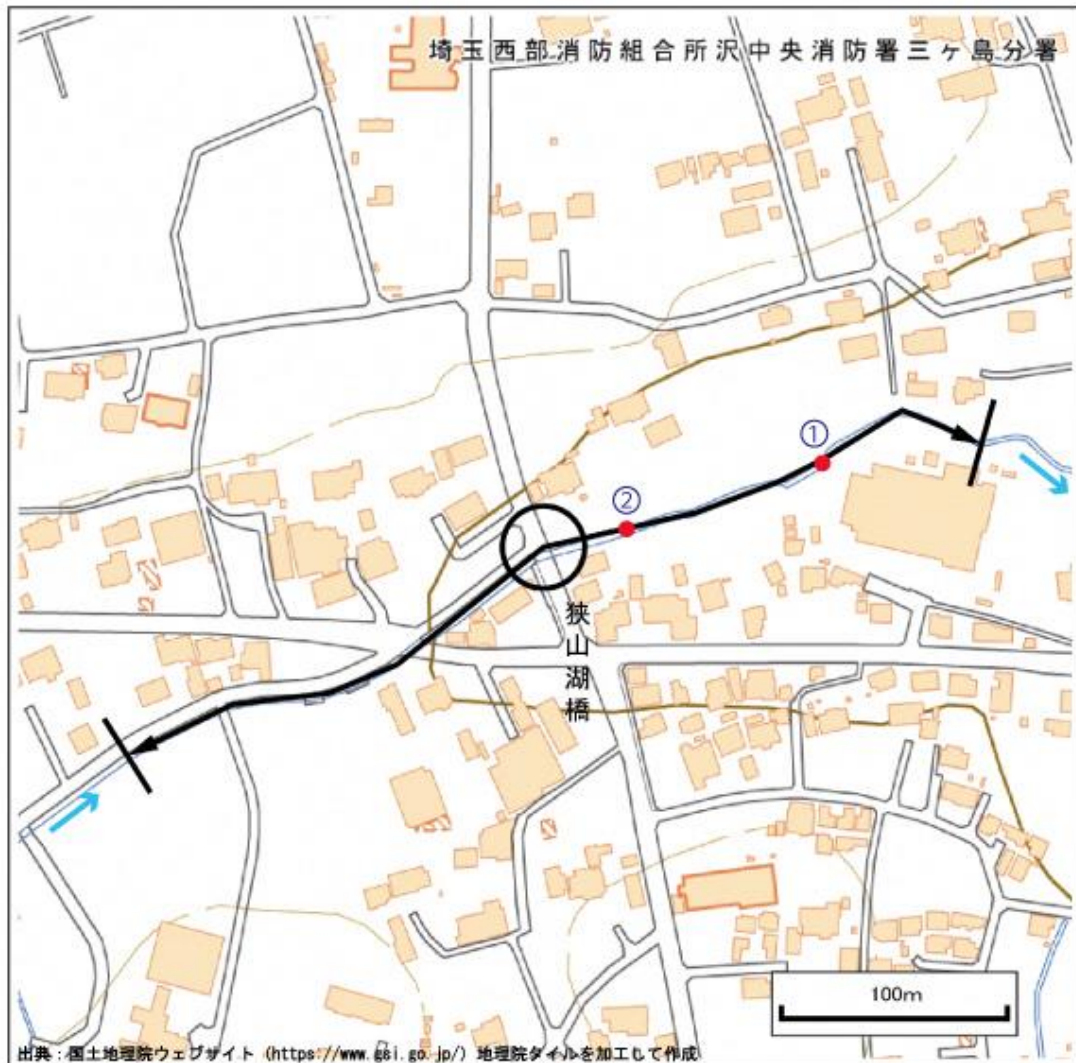 埼玉西部消防組合所沢中央消防署三ヶ島分署
①
②
狭山湖橋
100m
出典:国土地理院ウェブサイト (https://www.gsi.go.jp/) 地理院タイルを加工して作成